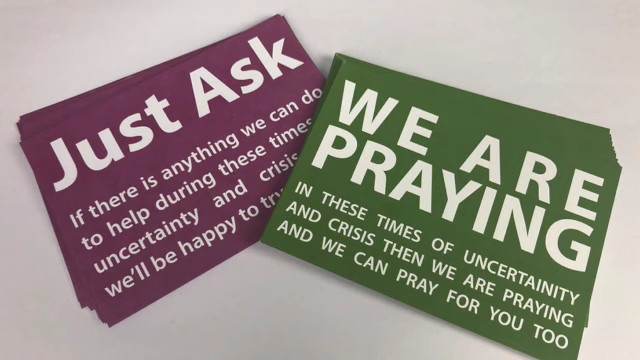 Just Ask
If there is anything we can do
to help during these times
uncertainty and crisis
we'll be happy to try
WE ARE
PRAYING
IN THESE TIMES OF UNCERTAINITY
AND CRISIS THEN WE ARE PRAYING
AND WE CAN PRAY FOR YOU TOO